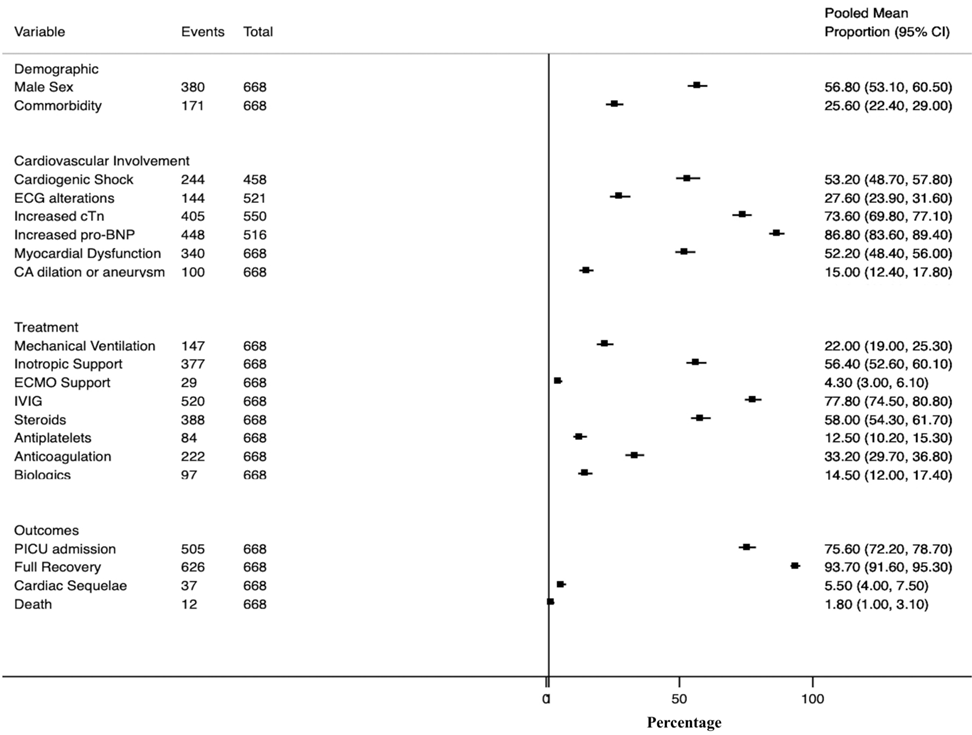 Pooled Mean
Variable Events Total Proportion (95% CI)
Demographic
Male Sex 380 668 56.80 (53.10, 60.50)
Commorbidity 171 668 25.60 (22.40, 29.00)
Cardiovascular Involvement
Cardiogenic Shock 244 458 53.20 (48.70, 57.80)
ECG alterations 144 521 27.60 (23.90, 31.60)
Increased cTn 405 550 73.60 (69.80, 77.10)
Increased pro-BNP 448 516 86.80 (83.60, 89.40)
Myocardial Dysfunction 340 668 52.20 (48.40, 56.00)
CA dilation or aneurvsm 100 668 15.00 (12.40, 17.80)
Treatment
Mechanical Ventilation 147 668 22.00 (19.00, 25.30)
Inotropic Support 377 668 56.40 (52.60, 60.10)
ECMO Support 29 668 4.30 (3.00, 6.10)
IVIG 520 668 77.80 (74.50, 80.80)
Steroids 388 668 58.00 (54.30, 61.70)
Antiplatelets 84 668 12.50 (10.20, 15.30)
Anticoagulation 222 668 33.20 (29.70, 36.80)
Biologics 97 668 14.50 (12.00, 17.40)
Outcomes
PICU admission 505 668 75.60 (72.20, 78.70)
Full Recovery 626 668 93.70 (91.60, 95.30)
Cardiac Sequelae 37 668 5.50 (4.00, 7.50)
Death 12 668 1.80 (1.00, 3.10)
0 50 100
Percentage